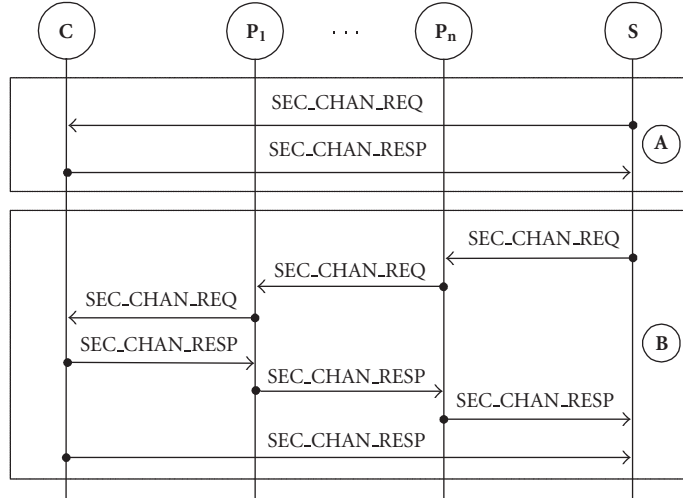 C P1 ... Pn S
SEC_CHAN_REQ
A
SEC_CHAN_RESP
SEC_CHAN_REQ
SEC_CHAN_REQ
SEC_CHAN_REQ
B
SEC_CHAN_RESP
SEC_CHAN_RESP
SEC_CHAN_RESP
SEC_CHAN_RESP